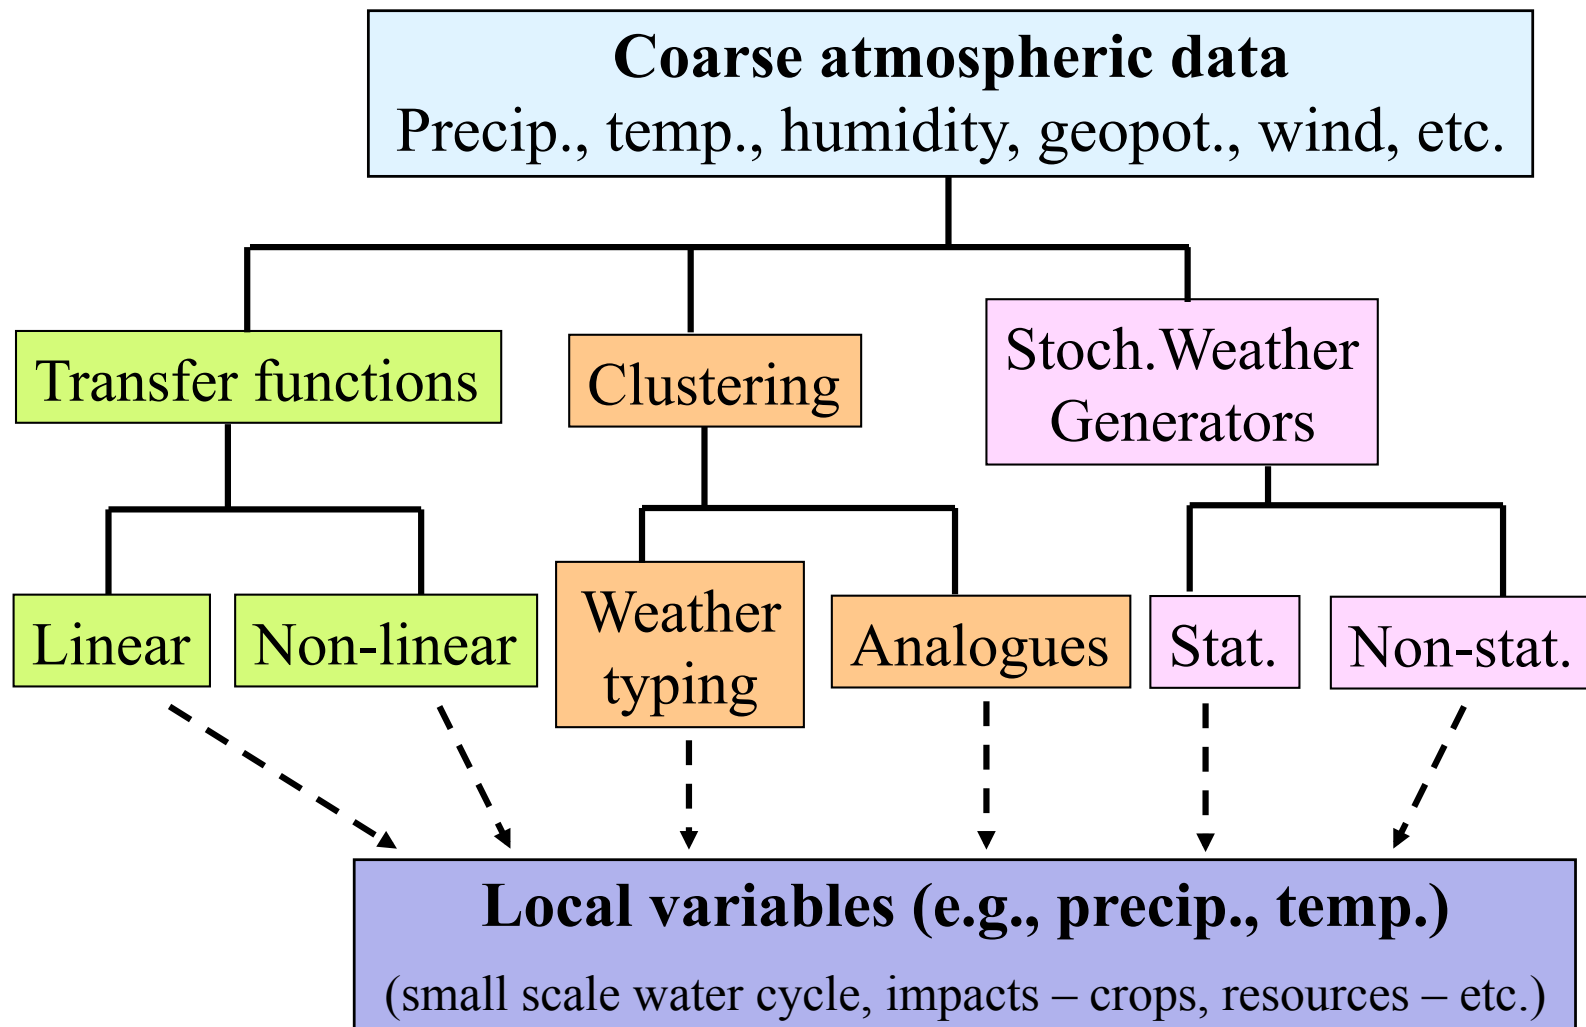 Coarse atmospheric data
Precip., temp., humidity, geopot., wind, etc.
Transfer functions
Clustering
Stoch.Weather
Generators
Linear
Non-linear
Weather
typing
Analogues
Stat.
Non-stat.
Local variables (e.g., precip., temp.)
(small scale water cycle, impacts – crops, resources – etc.)